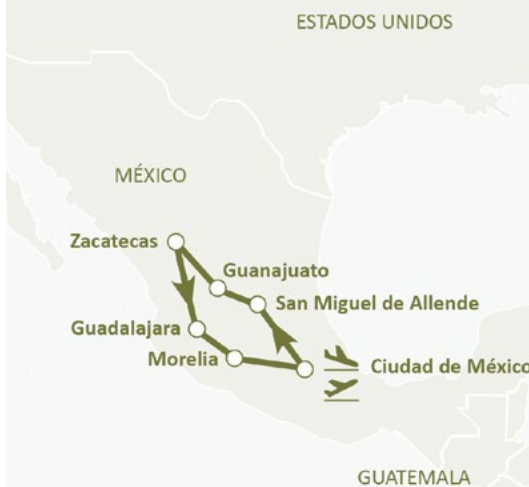 ESTADOS UNIDOS
MÉXICO
Zacatecas
Guanajuato
San Miguel de Allende
Guadalajara
Morelia
Ciudad de México
GUATEMALA